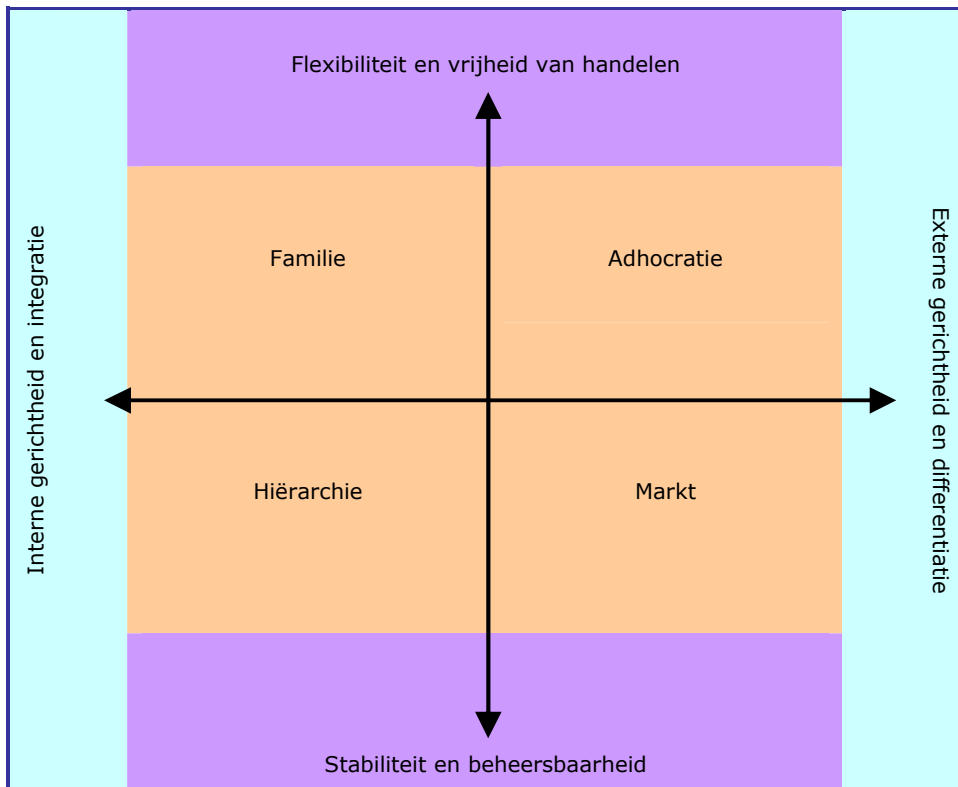 Flexibiliteit en vrijheid van handelen
Interne gerichtheid en integratie
Familie
Adhocratie
Externe gerichtheid en differentiatie
Hiërarchie
Markt
Stabiliteit en beheersbaarheid